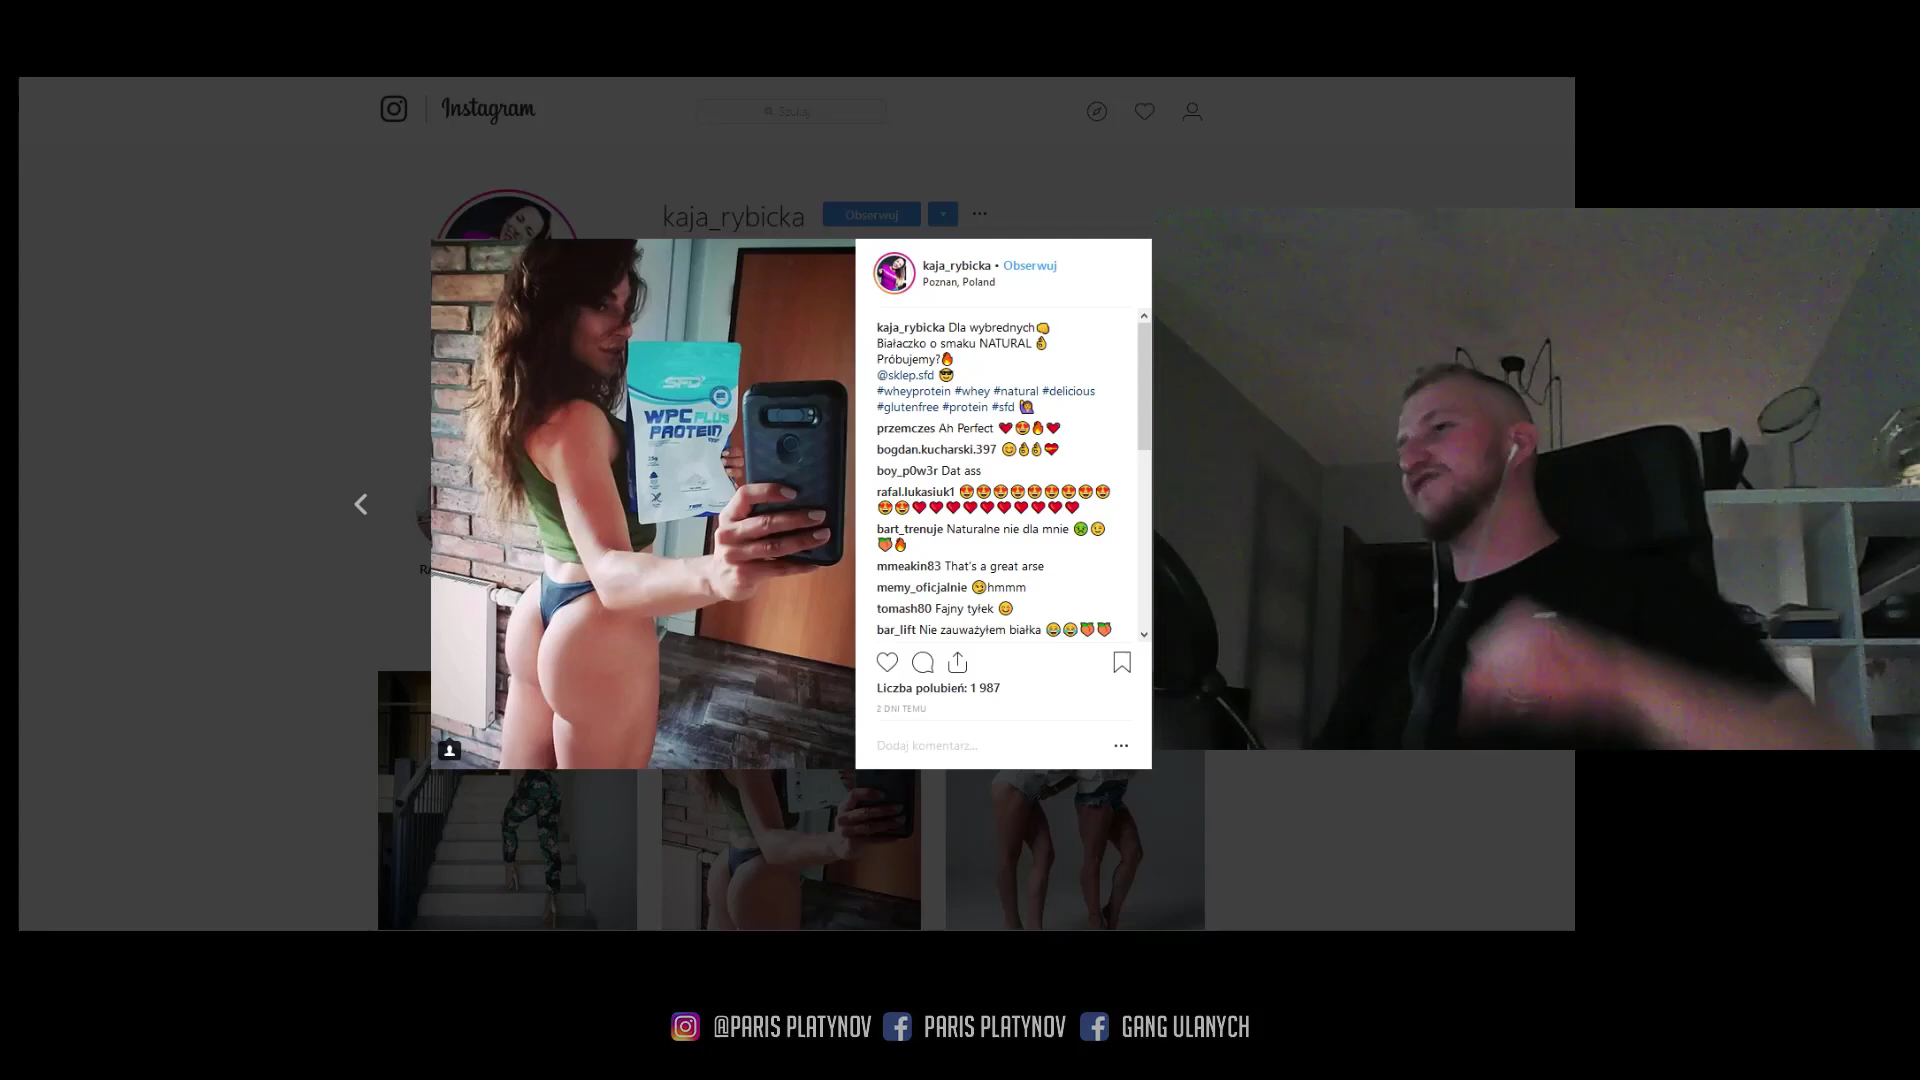 Instagram
Szukaj
kaja_rybicka Obserwuj
kaja_rybicka • Obserwuj
Poznan, Poland
kaja_rybicka Dla wybrednych
Białaczko o smaku NATURAL
Próbujemy?
@sklep.sfd
#wheyprotein #whey #natural #delicious
#glutenfree #protein #sfd
przemczes Ah Perfect
bogdan.kucharski.397
boy_p0w3r Dat ass
rafal.lukasiuk1
bart_trenuje Naturalne nie dla mnie
mmeakin83 That's a great arse
memy_oficjalnie hmmm
tomash80 Fajny tyłek
bar_lift Nie zauważyłem białka
Liczba polubień: 1 987
2 DNI TEMU
Dodaj komentarz...
SFD
WPC PLUS
PROTEIN
@PARIS PLATYNOV PARIS PLATYNOV GANG ULANYCH